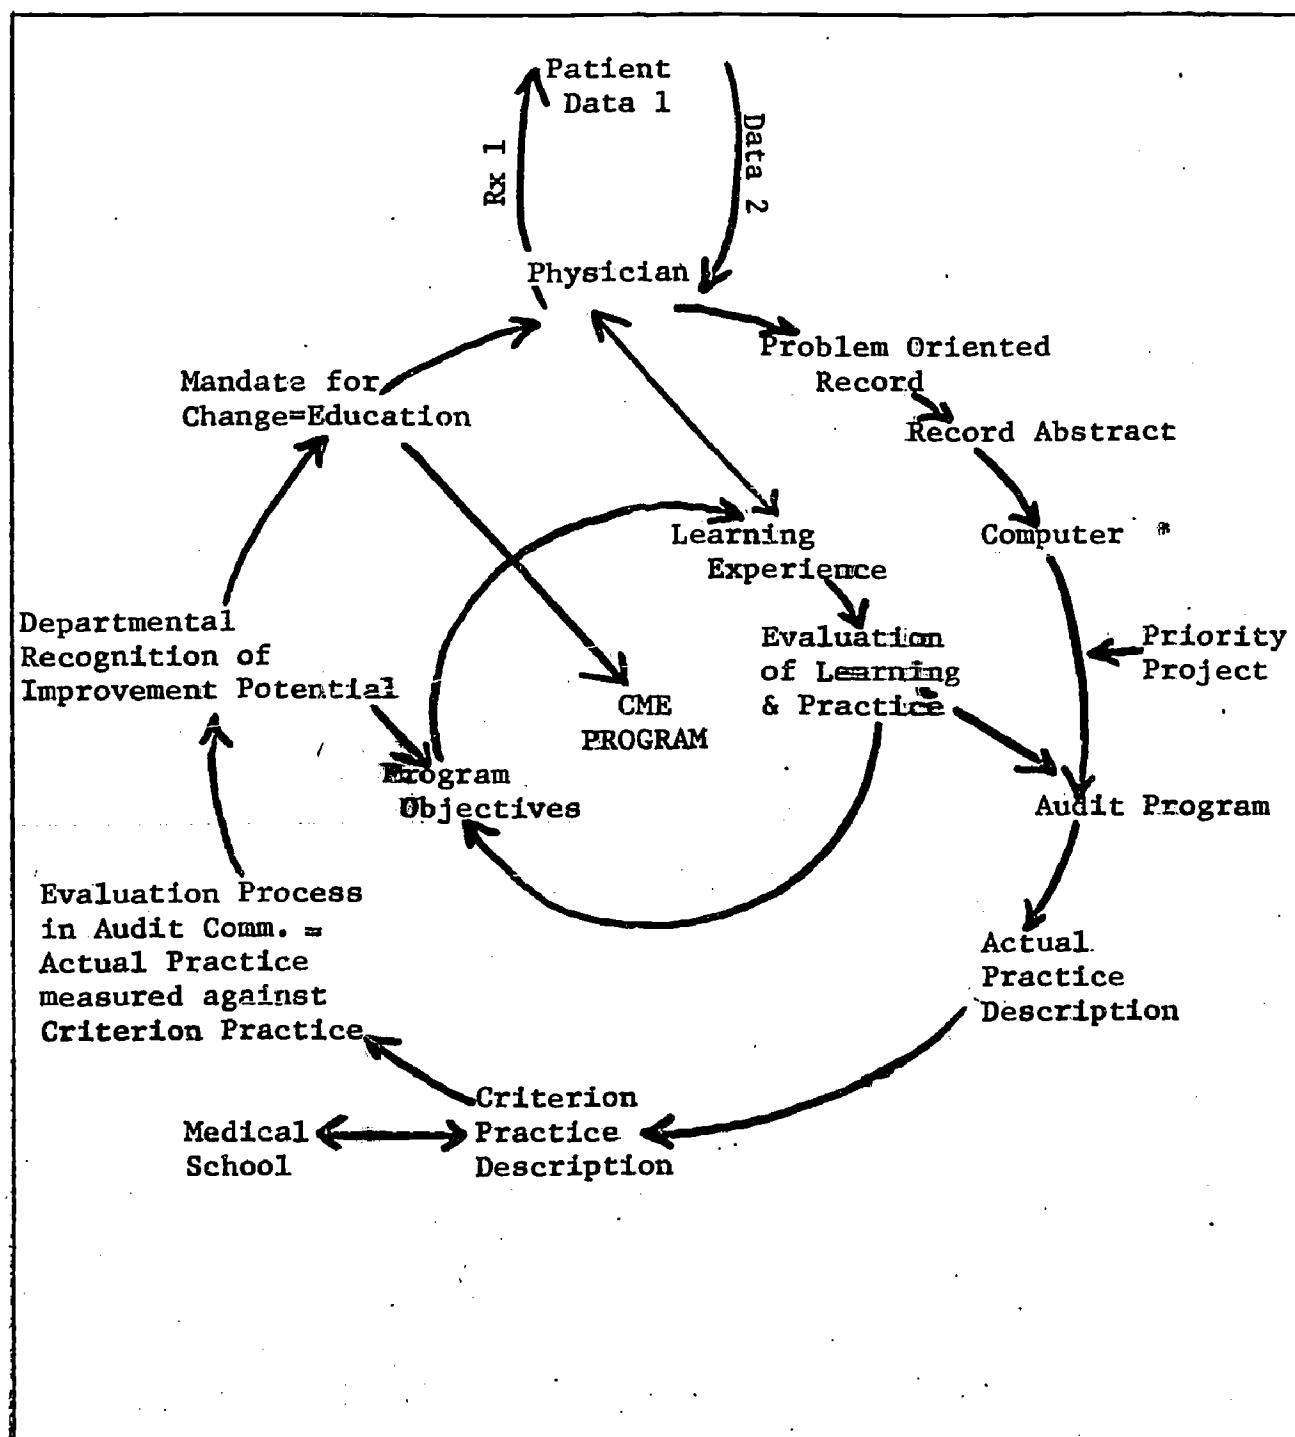 Patient
Data 1
Rx 1
Data 2
Physician
Problem Oriented
Record
Mandate for
Change=Education
Record Abstract
Learning
Experience
Computer *
Departmental
Recognition of
Improvement Potential
Evaluation
of Learning
& Practice
Priority
Project
CME
PROGRAM
Program
Objectives
Audit Program
Evaluation Process
in Audit Comm. =
Actual Practice
measured against
Criterion Practice
Actual
Practice
Description
Criterion
Practice
Description
Medical
School